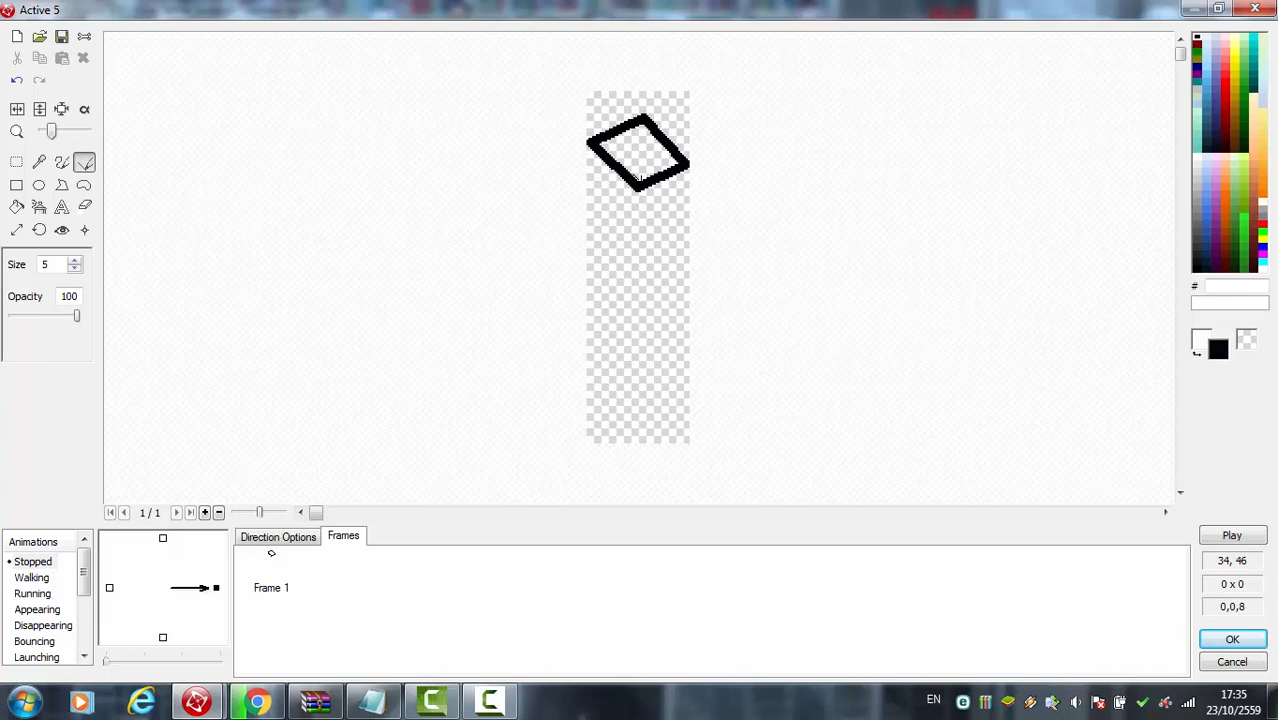 Active 5
Size 5
Opacity 100
#
1 / 1
Animations
Stopped
Walking
Running
Appearing
Disappearing
Bouncing
Launching
Direction Options
Frames
Frame 1
Play
34, 46
0 x 0
0,0,8
OK
Cancel
EN
17:35
23/10/2559